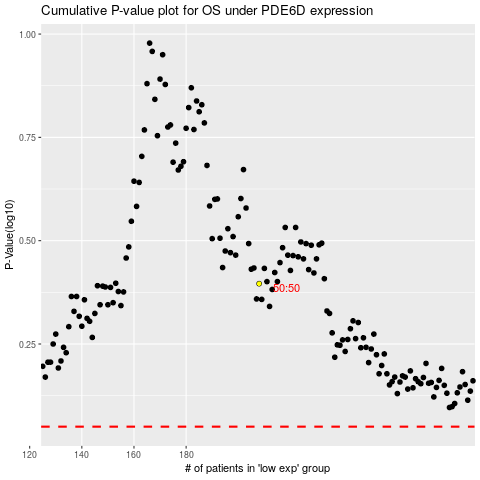 Cumulative P-value plot for OS under PDE6D expression
P-Value(log10)
1.00
0.75
0.50
0.25
50:50
120 140 160 180
# of patients in 'low exp' group